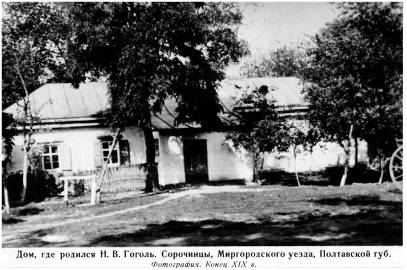 Дом, где родился Н. В. Гоголь. Сорочинцы, Миргородского уезда, Полтавской губ.
Фотография. Конец XIX в.